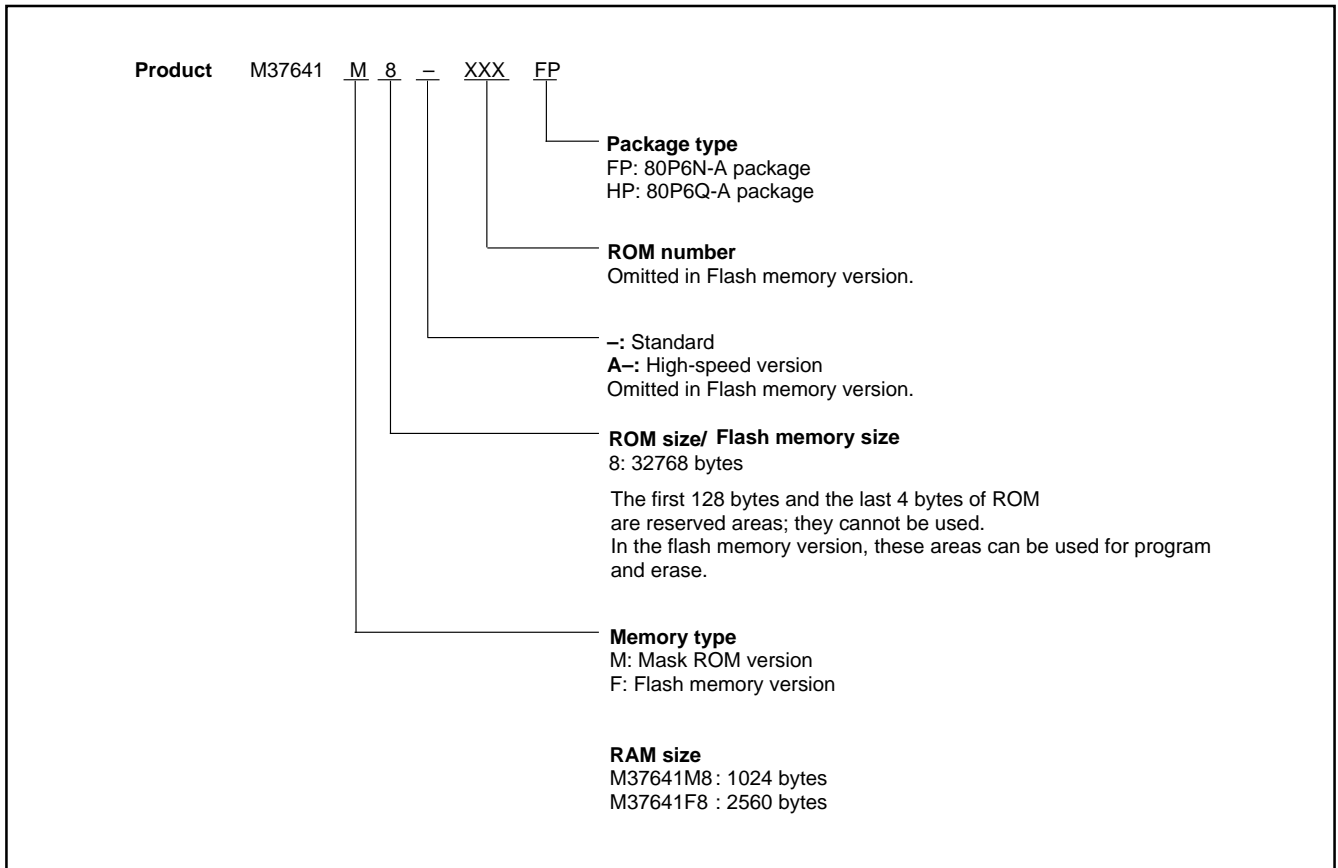 Product M37641 M 8 – XXX FP
Package type
FP: 80P6N-A package
HP: 80P6Q-A package
ROM number
Omitted in Flash memory version.
–: Standard
A–: High-speed version
Omitted in Flash memory version.
ROM size/ Flash memory size
8: 32768 bytes
The first 128 bytes and the last 4 bytes of ROM
are reserved areas; they cannot be used.
In the flash memory version, these areas can be used for program
and erase.
Memory type
M: Mask ROM version
F: Flash memory version
RAM size
M37641M8 : 1024 bytes
M37641F8 : 2560 bytes